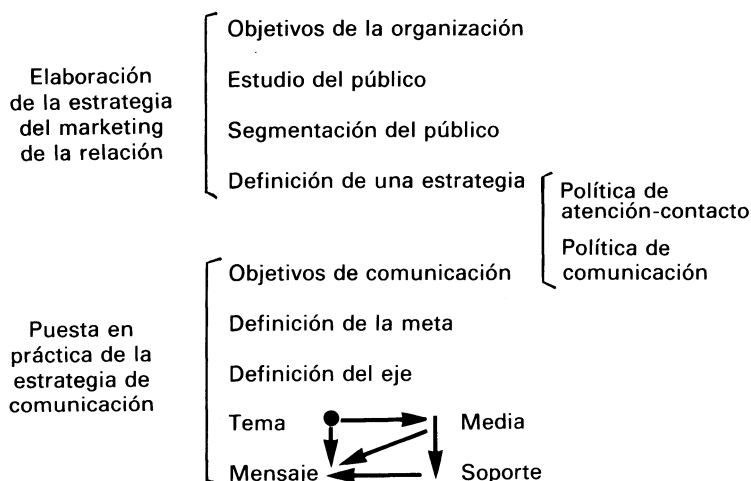 Elaboración
de la estrategia
del marketing
de la relación
Objetivos de la organización
Estudio del público
Segmentación del público
Definición de una estrategia
Política de
atención-contacto
Política de
comunicación
Puesta en
práctica de la
estrategia de
comunicación
Objetivos de comunicación
Definición de la meta
Definición del eje
Tema
Media
Mensaje
Soporte